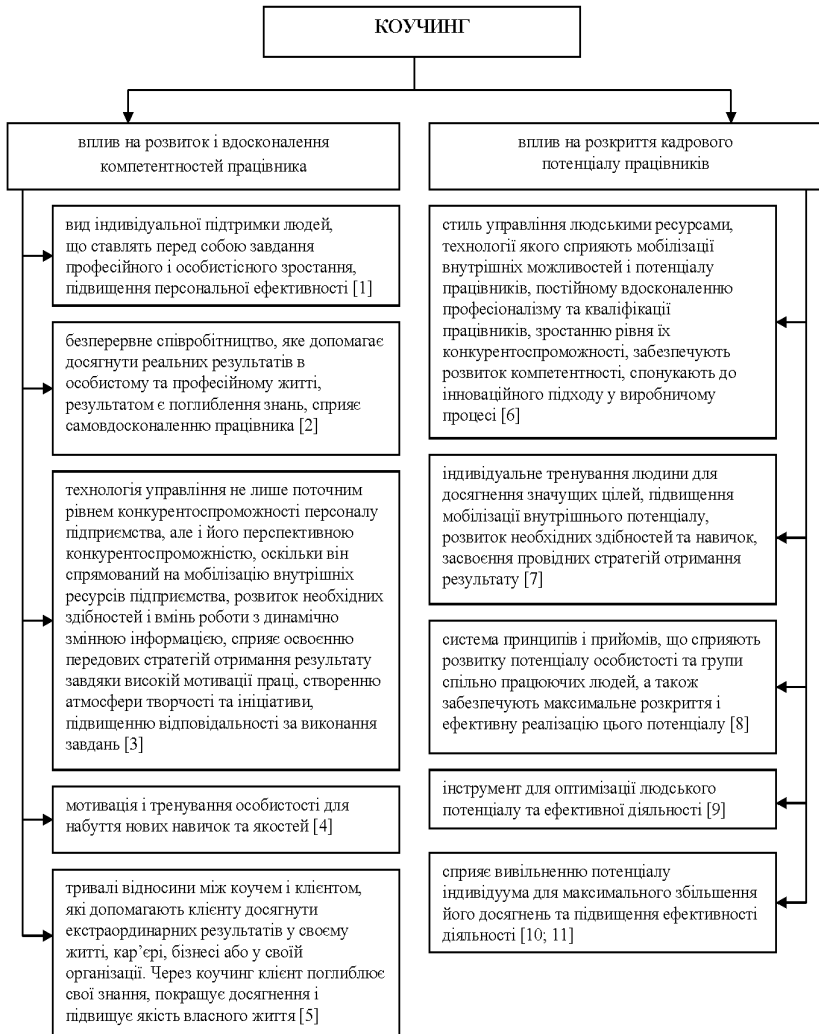 КОУЧИНГ
вплив на розвиток і вдосконалення
компетентностей працівника
вид індивідуальної підтримки людей,
що ставлять перед собою завдання
професійного і особистісного зростання,
підвищення персональної ефективності [1]
безперервне співробітництво, яке допомагає
досягнути реальних результатів в
особистому та професійному житті,
результатом є поглиблення знань, сприяє
самовдосконаленню працівника [2]
технологія управління не лише поточним
рівнем конкурентоспроможності персоналу
підприємства, але і його перспективною
конкурентоспроможністю, оскільки він
спрямований на мобілізацію внутрішніх
ресурсів підприємства, розвиток необхідних
здібностей і вмінь роботи з динамічно
змінною інформацією, сприяє освоєнню
передових стратегій отримання результату
завдяки високій мотивації праці, створенню
атмосфери творчості та ініціативи,
підвищенню відповідальності за виконання
завдань [3]
мотивація і тренування особистості для
набуття нових навичок та якостей [4]
тривалі відносини між коучем і клієнтом,
які допомагають клієнту досягнути
екстраординарних результатів у своєму
житті, кар’єрі, бізнесі або у своїй
організації. Через коучинг клієнт поглиблює
свої знання, покращує досягнення і
підвищує якість власного життя [5]
вплив на розкриття кадрового
потенціалу працівників
стиль управління людськими ресурсами,
технології якого сприяють мобілізації
внутрішніх можливостей і потенціалу
працівників, постійному вдосконаленню
професіоналізму та кваліфікації
працівників, зростанню рівня їх
конкурентоспроможності, забезпечують
розвиток компетентності, спонукають до
інноваційного підходу у виробничому
процесі [6]
індивідуальне тренування людини для
досягнення значущих цілей, підвищення
мобілізації внутрішнього потенціалу,
розвиток необхідних здібностей та навичок,
засвоєння провідних стратегій отримання
результату [7]
система принципів і прийомів, що сприяють
розвитку потенціалу особистості та групи
спільно працюючих людей, а також
забезпечують максимальне розкриття і
ефективну реалізацію цього потенціалу [8]
інструмент для оптимізації людського
потенціалу та ефективної діяльності [9]
сприяє вивільненню потенціалу
індивідуума для максимального збільшення
його досягнень та підвищення ефективності
діяльності [10; 11]